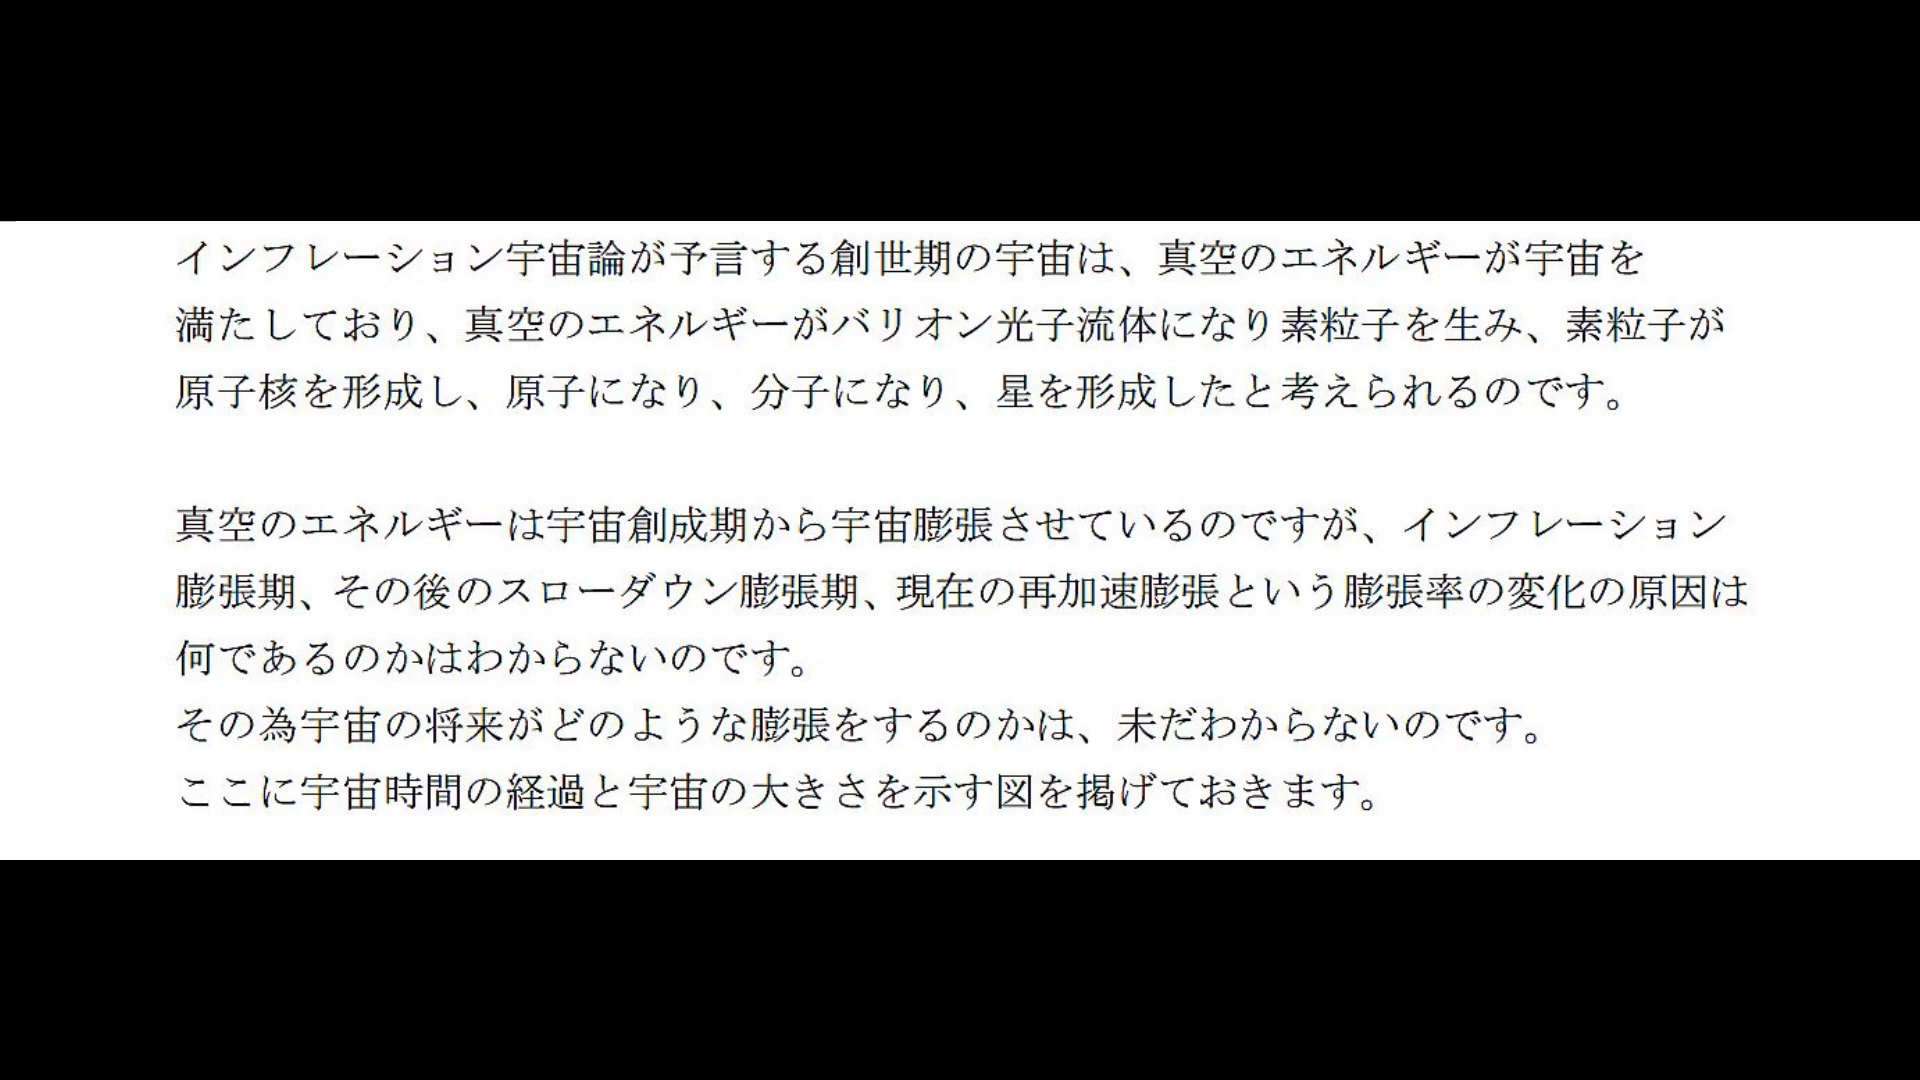 インフレーション宇宙論が予言する創世期の宇宙は、真空のエネルギーが宇宙を
満たしており、真空のエネルギーがバリオン光子流体になり素粒子を生み、素粒子が
原子核を形成し、原子になり、分子になり、星を形成したと考えられるのです。
真空のエネルギーは宇宙創成期から宇宙膨張させているのですが、インフレーション
膨張期、その後のスローダウン膨張期、現在の再加速膨張という膨張率の変化の原因は
何であるのかはわからないのです。
その為宇宙の将来がどのような膨張をするのかは、未だわからないのです。
ここに宇宙時間の経過と宇宙の大きさを示す図を掲げておきます。